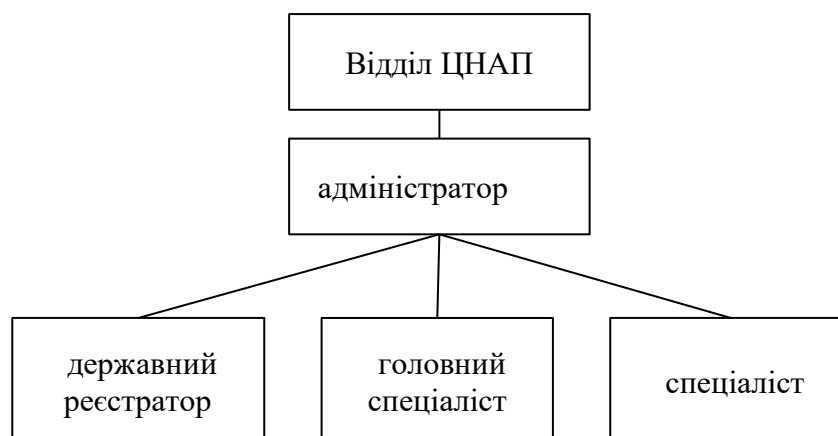 Відділ ЦНАП
адміністратор
державний
реєстратор
головний
спеціаліст
спеціаліст